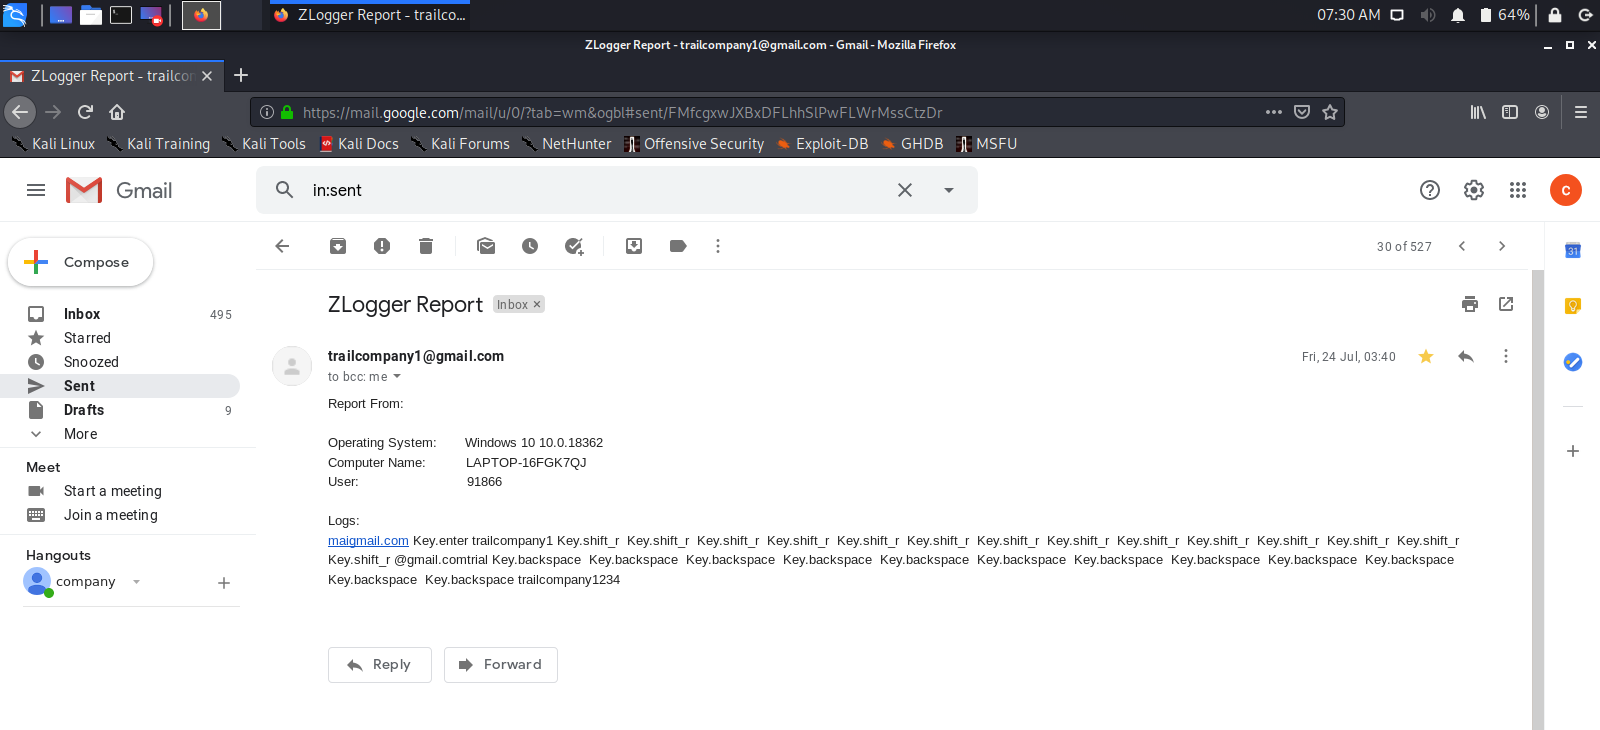 ZLogger Report - trailco...
07:30 AM
64%
ZLogger Report - trailcompany1@gmail.com - Gmail - Mozilla Firefox
ZLogger Report - trailcon
https://mail.google.com/mail/u/0/?tab=wm&ogbl#sent/FMfcgxwJXBxDFLhhSlPwFLWrMssCtzDr
Kali Linux Kali Training Kali Tools Kali Docs Kali Forums NetHunter Offensive Security Exploit-DB GHDB MSFU
Gmail
in:sent
c
Compose
30 of 527
31
ZLogger Report Inbox ×
Inbox 495
Starred
Snoozed
Sent
Drafts 9
More
Meet
Start a meeting
Join a meeting
Hangouts
company
trailcompany1@gmail.com
Fri, 24 Jul, 03:40
to bcc: me
Report From:
Operating System: Windows 10 10.0.18362
Computer Name: LAPTOP-16FGK7QJ
User: 91866
Logs:
maigmail.com Key.enter trailcompany1 Key.shift_r Key.shift_r Key.shift_r Key.shift_r Key.shift_r Key.shift_r Key.shift_r Key.shift_r Key.shift_r Key.shift_r Key.shift_r Key.shift_r Key.shift_r
Key.shift_r @gmail.comtrial Key.backspace Key.backspace Key.backspace Key.backspace Key.backspace Key.backspace Key.backspace Key.backspace Key.backspace Key.backspace
Key.backspace Key.backspace trailcompany1234
Reply Forward